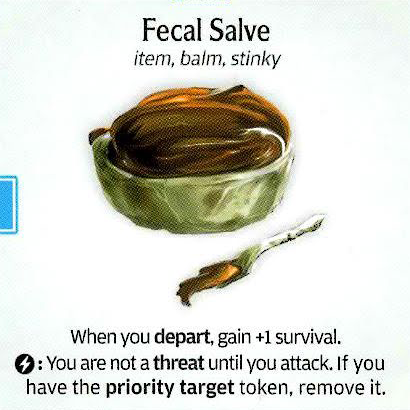 Fecal Salve
item, balm, stinky
When you depart, gain +1 survival.
: You are not a threat until you attack. If you
have the priority target token, remove it.